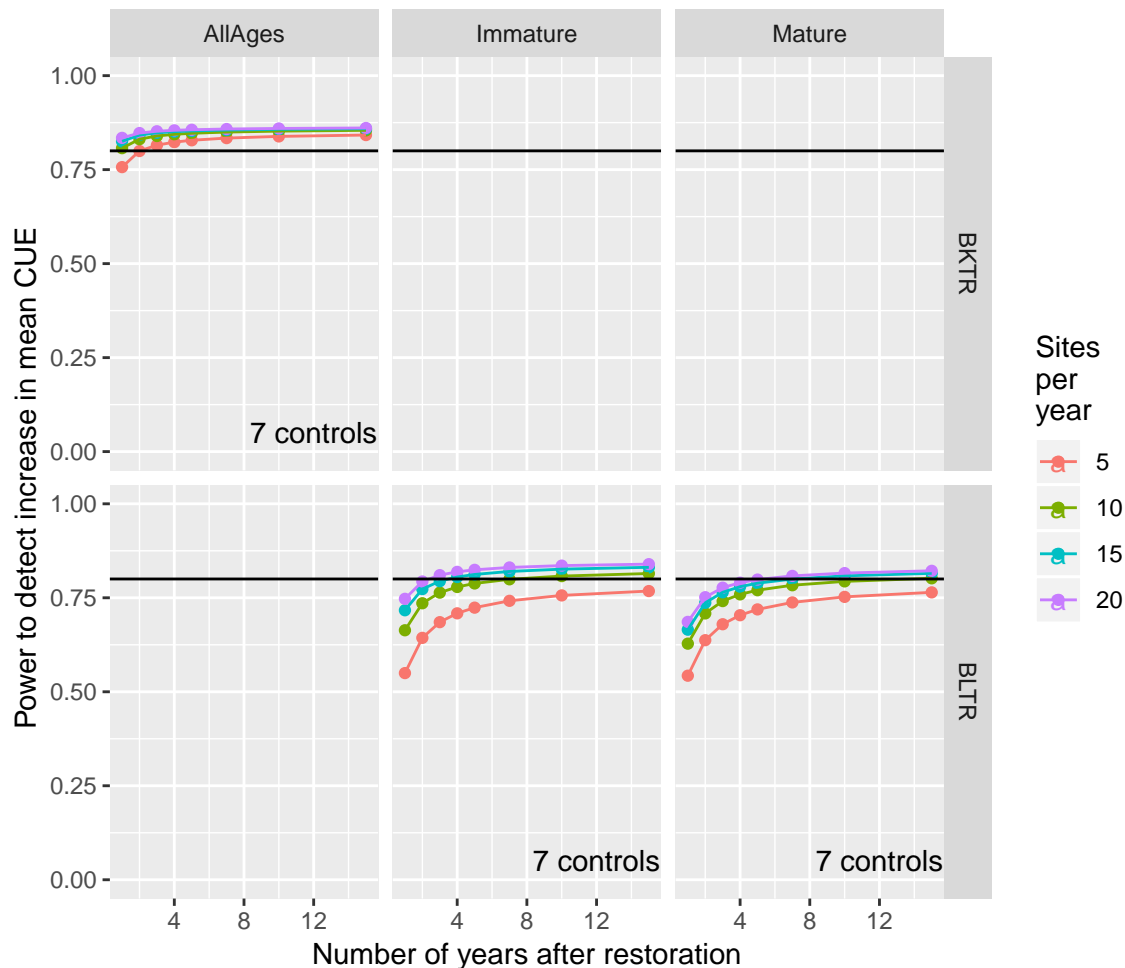 AllAges
Immature
Mature
1.00
0.75
0.50
0.25
0.00
7 controls
BKTR
1.00
0.75
0.50
0.25
0.00
7 controls
7 controls
BLTR
4
8
12
4
8
12
4
8
12
Number of years after restoration
Power to detect increase in mean CUE
Sites
per
year
a 5
a 10
a 15
a 20